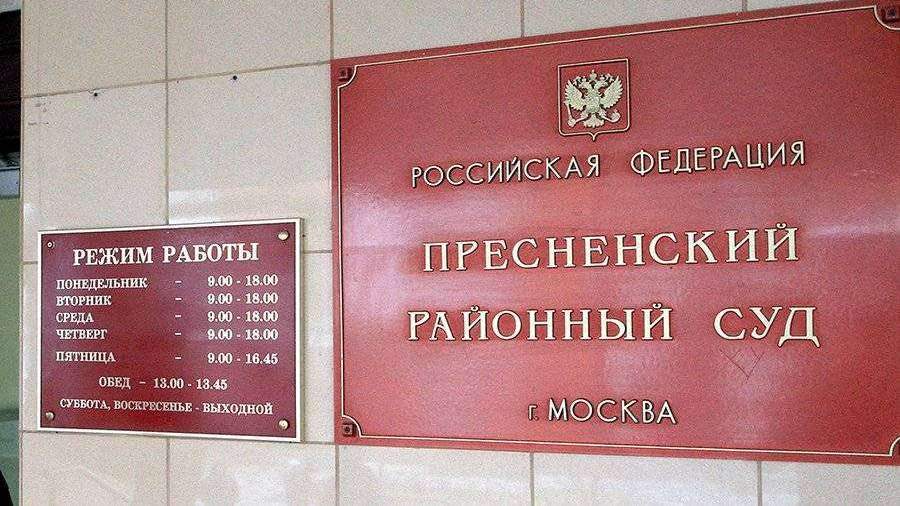 РЕЖИМ РАБОТЫ
ПОНЕДЕЛЬНИК - 9.00 - 18.00
ВТОРНИК - 9.00 - 18.00
СРЕДА - 9.00 - 18.00
ЧЕТВЕРГ - 9.00 - 18.00
ПЯТНИЦА - 9.00 - 16.45
ОБЕД - 13.00 - 13.45
СУББОТА, ВОСКРЕСЕНЬЕ - ВЫХОДНОЙ
РОССИЙСКАЯ ФЕДЕРАЦИЯ
ПРЕСНЕНСКИЙ
РАЙОННЫЙ СУД
г. МОСКВА